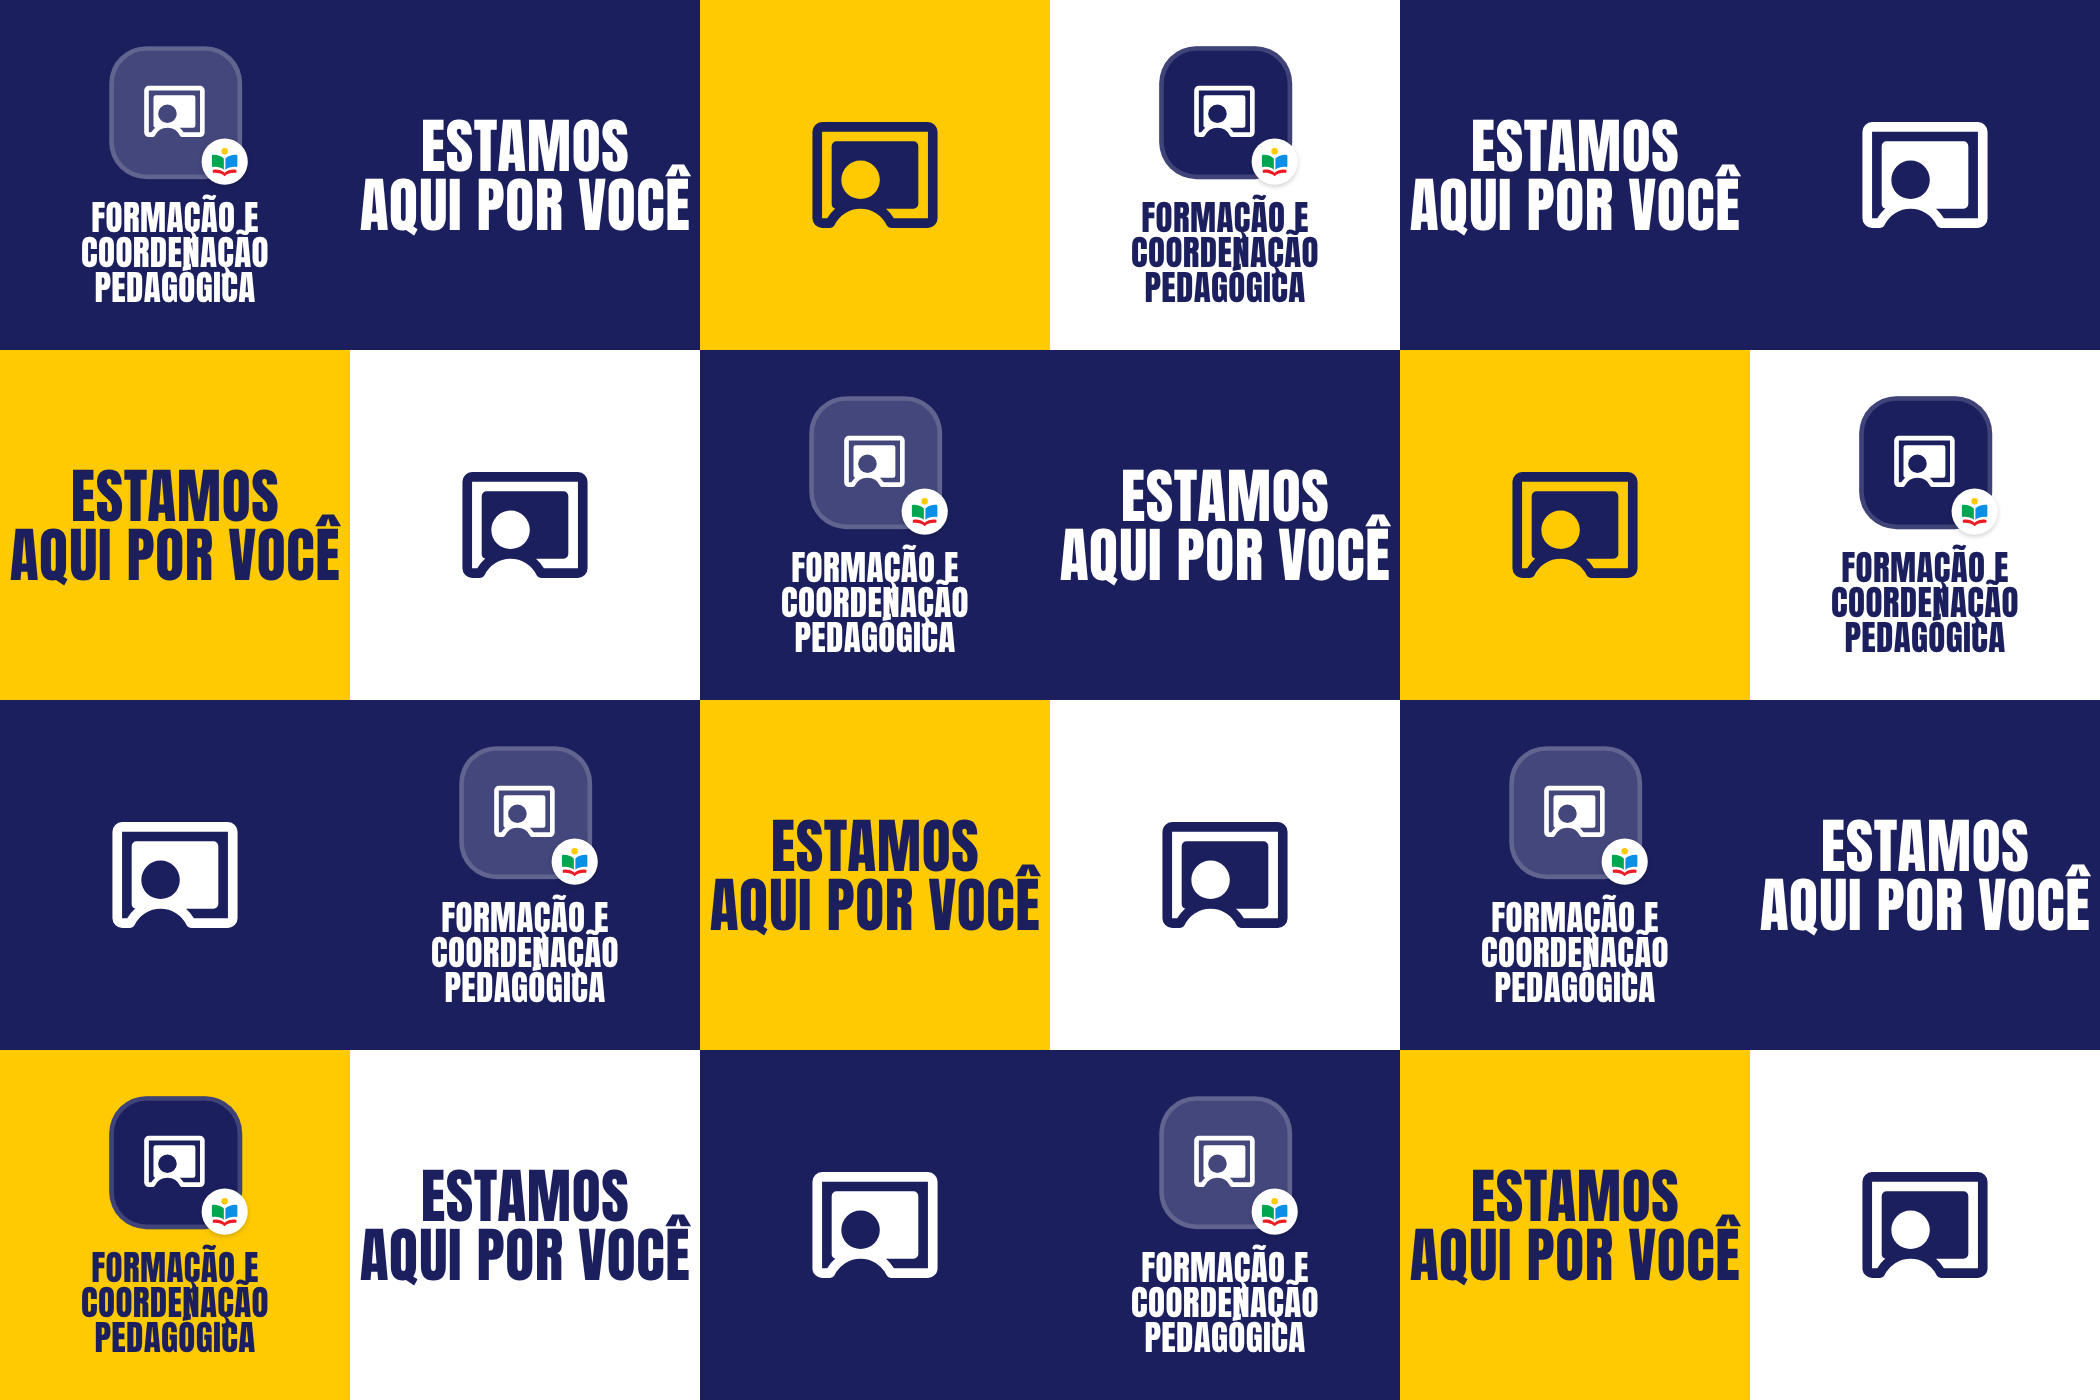 FORMAÇÃO E
COORDENAÇÃO
PEDAGÓGICA
ESTAMOS
AQUI POR VOCÊ
FORMAÇÃO E
COORDENAÇÃO
PEDAGÓGICA
ESTAMOS
AQUI POR VOCÊ
ESTAMOS
AQUI POR VOCÊ
FORMAÇÃO E
COORDENAÇÃO
PEDAGÓGICA
ESTAMOS
AQUI POR VOCÊ
FORMAÇÃO E
COORDENAÇÃO
PEDAGÓGICA
FORMAÇÃO E
COORDENAÇÃO
PEDAGÓGICA
ESTAMOS
AQUI POR VOCÊ
FORMAÇÃO E
COORDENAÇÃO
PEDAGÓGICA
ESTAMOS
AQUI POR VOCÊ
FORMAÇÃO E
COORDENAÇÃO
PEDAGÓGICA
ESTAMOS
AQUI POR VOCÊ
FORMAÇÃO E
COORDENAÇÃO
PEDAGÓGICA
ESTAMOS
AQUI POR VOCÊ